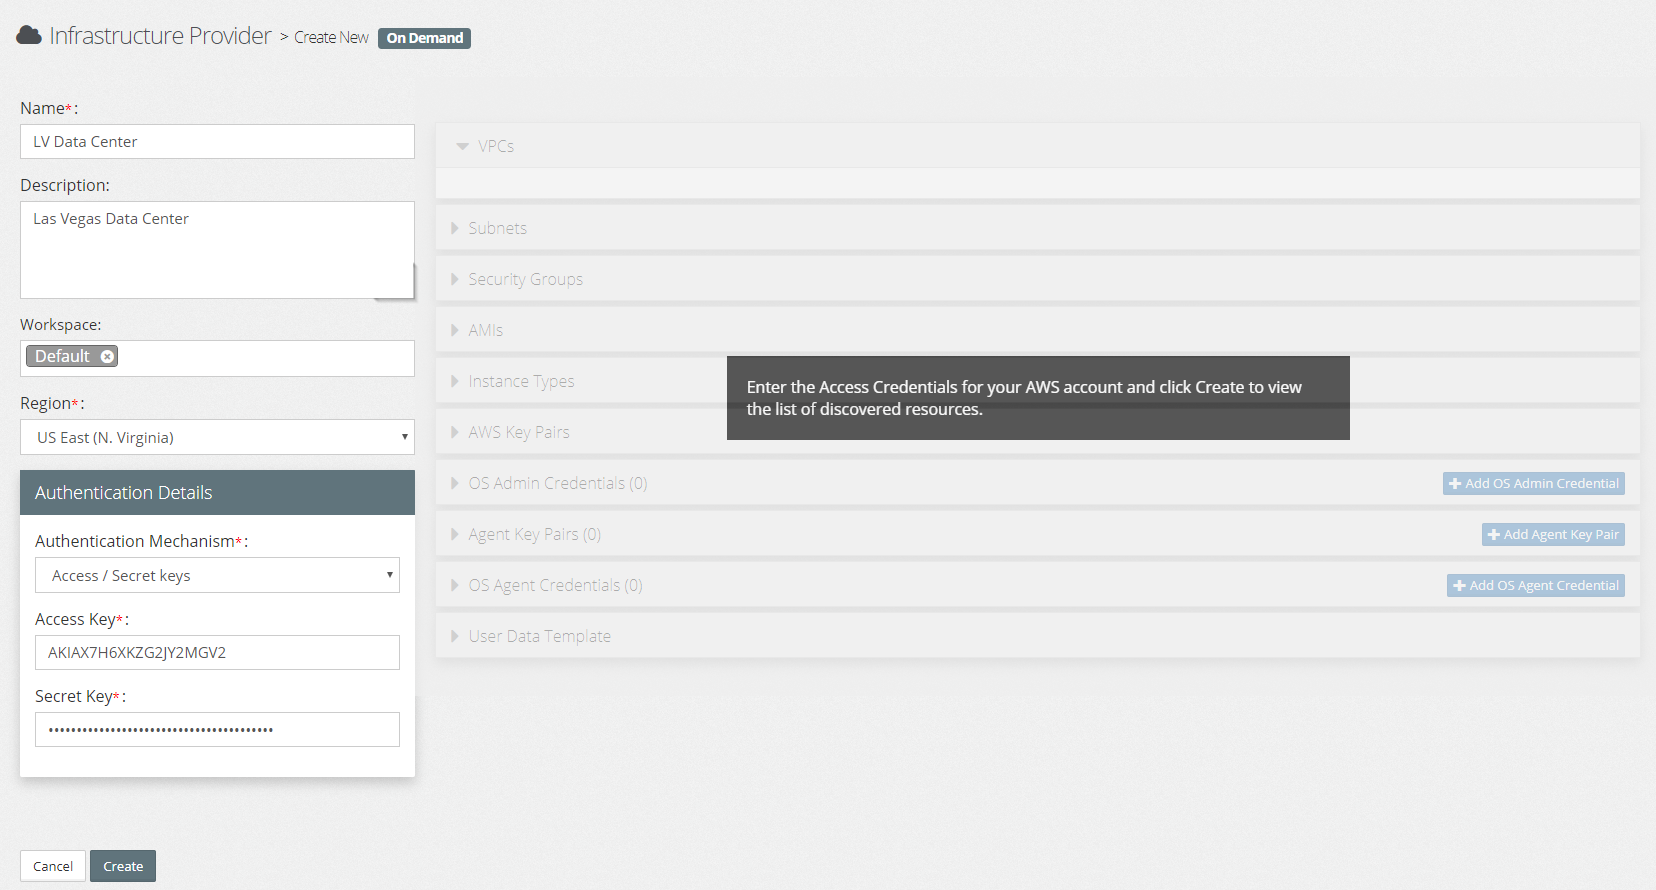 Infrastructure Provider > Create New On Demand
Name*:
LV Data Center
Description:
Las Vegas Data Center
Workspace:
Default
Region*:
US East (N. Virginia)
Authentication Details
Authentication Mechanism*:
Access / Secret keys
Access Key*:
AKIAX7H6XKZG2JY2MGV2
Secret Key*:
••••••••••••••••••••••••••••••••••••••••
Cancel Create
VPCs
Subnets
Security Groups
AMIs
Instance Types
Enter the Access Credentials for your AWS account and click Create to view
the list of discovered resources.
AWS Key Pairs
OS Admin Credentials (0) Add OS Admin Credential
Agent Key Pairs (0) Add Agent Key Pair
OS Agent Credentials (0) Add OS Agent Credential
User Data Template